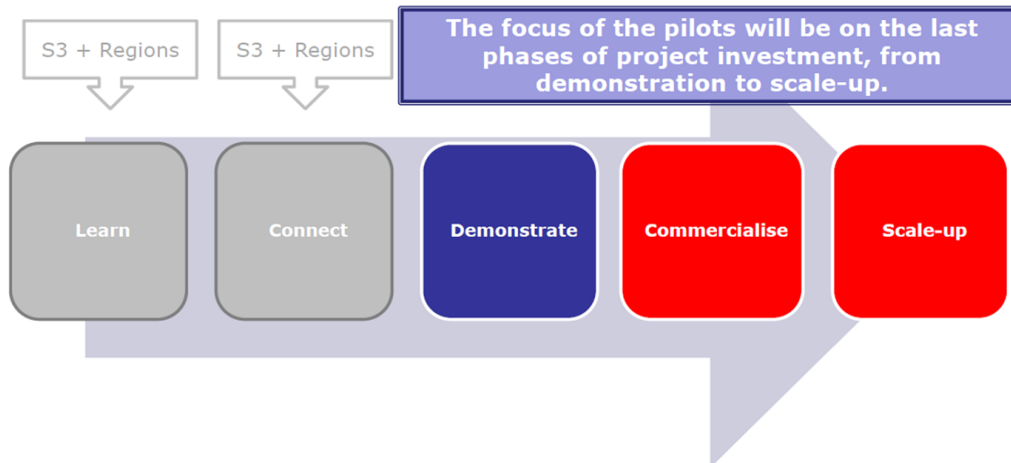 S3 + Regions
S3 + Regions
The focus of the pilots will be on the last
phases of project investment, from
demonstration to scale-up.
Learn
Connect
Demonstrate
Commercialise
Scale-up